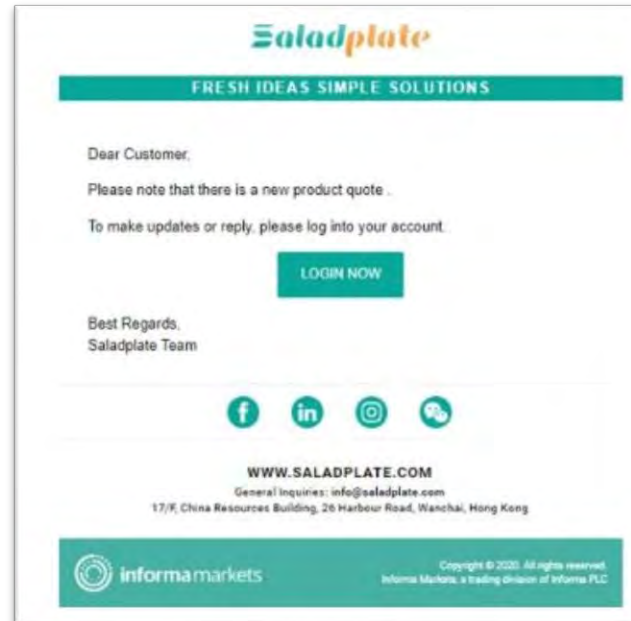 Saladplate
FRESH IDEAS SIMPLE SOLUTIONS
Dear Customer,
Please note that there is a new product quote .
To make updates or reply, please log into your account.
LOGIN NOW
Best Regards,
Saladplate Team
WWW.SALADPLATE.COM
General Inquiries: info@saladplate.com
17/F, China Resources Building, 26 Harbour Road, Wanchai, Hong Kong
informa markets
Copyright © 2020. All rights reserved.
Informa Markets, a trading division of Informa PLC